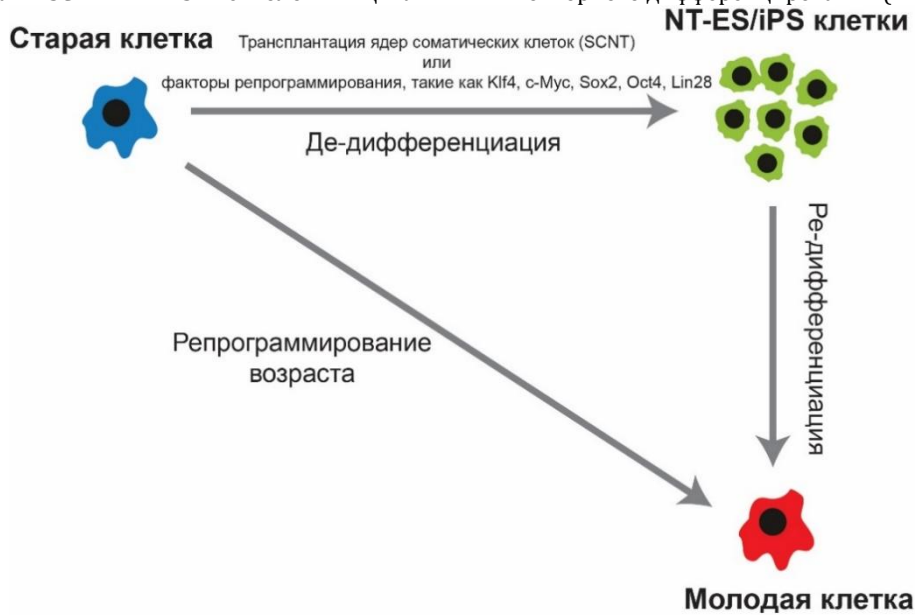 Старая клетка
NT-ES/iPS клетки
Трансплантация ядер соматических клеток (SCNT)
или
факторы репрограммирования, такие как Klf4, c-Myc, Sox2, Oct4, Lin28
Де-дифференциация
Ре-дифференциация
Репрограммирование
возраста
Молодая клетка